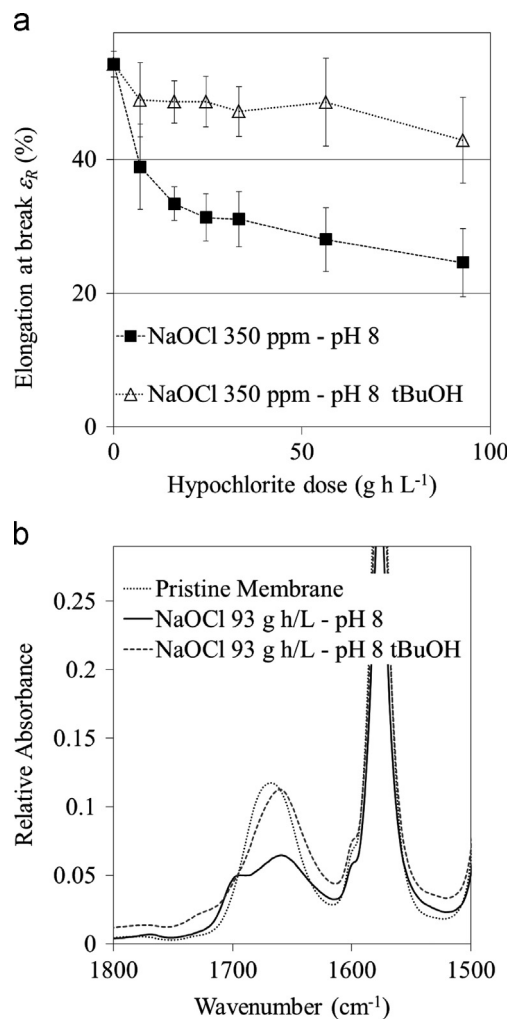 a
Elongation at break εR (%)
40
20
0
NaOCl 350 ppm - pH 8
NaOCl 350 ppm - pH 8 tBuOH
0 50 100
Hypochlorite dose (g h L-1)
b
Relative Absorbance
0.25
0.2
0.15
0.1
0.05
0
Pristine Membrane
NaOCl 93 g h/L - pH 8
NaOCl 93 g h/L - pH 8 tBuOH
1800 1700 1600 1500
Wavenumber (cm-1)